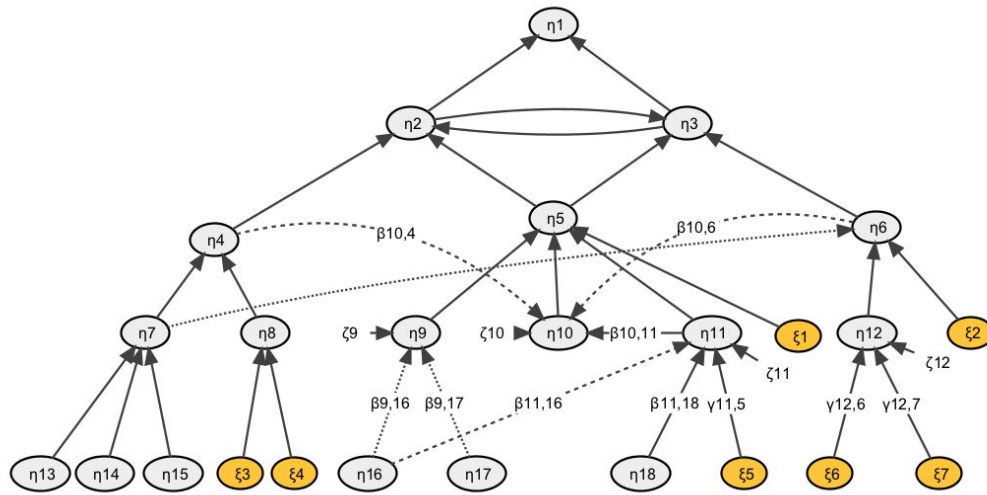 η1
η2 η3
η5
η6
η4
β10,4 β10,6
η7 η8 ζ9 η9 ζ10 η10 β10,11 η11 ξ1 η12 ξ2
ζ11 ζ12
β9,16 β9,17 β11,16 β11,18 γ11,5 γ12,6 γ12,7
η13 η14 η15 ξ3 ξ4 η16 η17 η18 ξ5 ξ6 ξ7